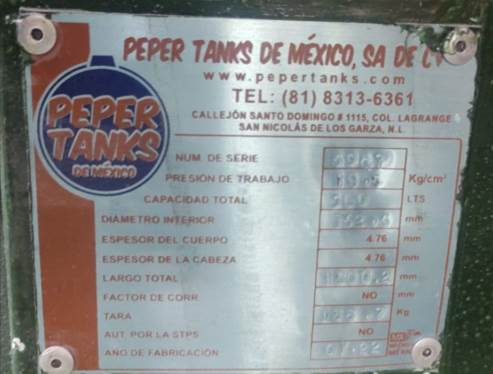 PEPER TANKS DE MÉXICO, SA DE CV
www.pepertanks.com
TEL: (81) 8313-6361
CALLEJÓN SANTO DOMINGO # 1115, COL. LAGRANGE
SAN NICOLÁS DE LOS GARZA, N.L
PEPER
TANKS
DE MÉXICO
NUM. DE SERIE
PRESIÓN DE TRABAJO Kg/cm²
CAPACIDAD TOTAL LTS
DIAMETRO INTERIOR mm
ESPESOR DEL CUERPO 4.76 mm
ESPESOR DE LA CABEZA 4.76 mm
LARGO TOTAL mm
FACTOR DE CORR NO mm
TARA Kg
AUT. POR LA STPS NO
AÑO DE FABRICACIÓN